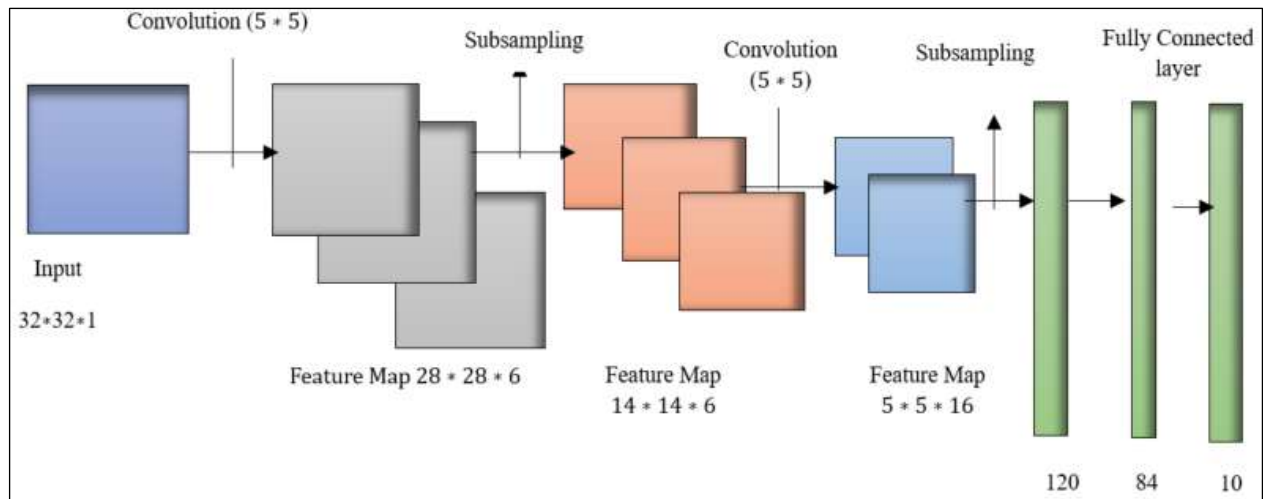 Convolution (5 * 5)
Subsampling
Convolution
(5 * 5)
Subsampling
Fully Connected
layer
Input
32*32*1
Feature Map 28 * 28 * 6
Feature Map
14 * 14 * 6
Feature Map
5 * 5 * 16
120
84
10